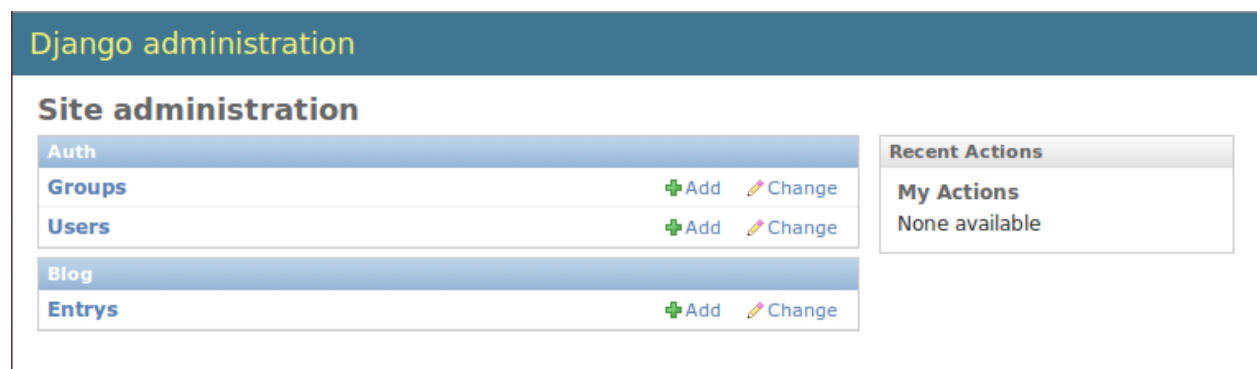 Django administration
Site administration
Auth
Groups Add Change
Users Add Change
Blog
Entrys Add Change
Recent Actions
My Actions
None available